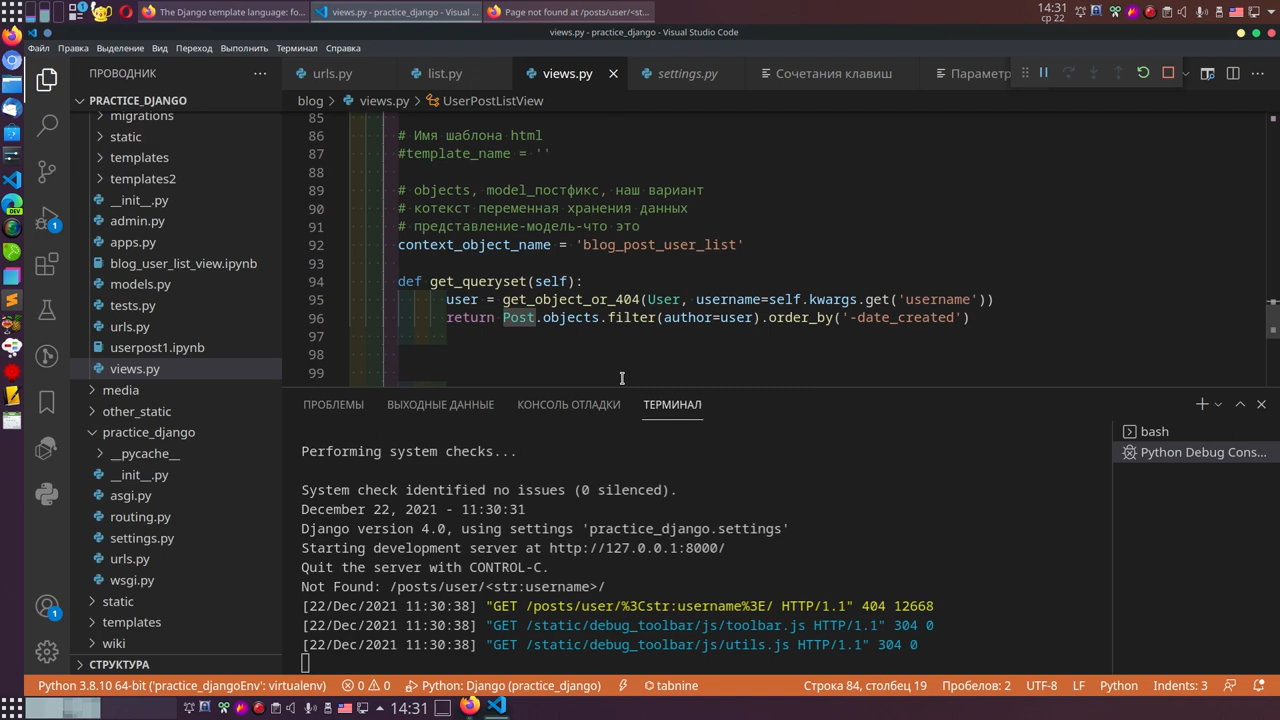 14:31
ср 22
The Django template language: fo...
views.py - practice_django - Visual ...
Page not found at /posts/user/<st...
views.py - practice_django - Visual Studio Code
Файл Правка Выделение Вид Переход Выполнить Терминал Справка
ПРОВОДНИК
urls.py
list.py
views.py
settings.py
Сочетания клавиш
Параметр
PRACTICE_DJANGO
blog > views.py > UserPostListView
migrations
static
templates
templates2
__init__.py
admin.py
apps.py
blog_user_list_view.ipynb
models.py
tests.py
urls.py
userpost1.ipynb
views.py
media
other_static
practice_django
__pycache__
__init__.py
asgi.py
routing.py
settings.py
urls.py
wsgi.py
static
templates
wiki
СТРУКТУРА
85
86 # Имя шаблона html
87 #template_name = ''
88
89 # objects, model_постфикс, наш вариант
90 # котекст переменная хранения данных
91 # представление-модель-что это
92 context_object_name = 'blog_post_user_list'
93
94 def get_queryset(self):
95 user = get_object_or_404(User, username=self.kwargs.get('username'))
96 return Post.objects.filter(author=user).order_by('-date_created')
97
98
99
ПРОБЛЕМЫ ВЫХОДНЫЕ ДАННЫЕ КОНСОЛЬ ОТЛАДКИ ТЕРМИНАЛ
bash
Python Debug Cons...
Performing system checks...
System check identified no issues (0 silenced).
December 22, 2021 - 11:30:31
Django version 4.0, using settings 'practice_django.settings'
Starting development server at http://127.0.0.1:8000/
Quit the server with CONTROL-C.
Not Found: /posts/user/<str:username>/
[22/Dec/2021 11:30:38] "GET /posts/user/%3Cstr:username%3E/ HTTP/1.1" 404 12668
[22/Dec/2021 11:30:38] "GET /static/debug_toolbar/js/toolbar.js HTTP/1.1" 304 0
[22/Dec/2021 11:30:38] "GET /static/debug_toolbar/js/utils.js HTTP/1.1" 304 0
Python 3.8.10 64-bit ('practice_djangoEnv': virtualenv) 0 0 Python: Django (practice_django) tabnine Строка 84, столбец 19 Пробелов: 2 UTF-8 LF Python Indents: 3
14:31